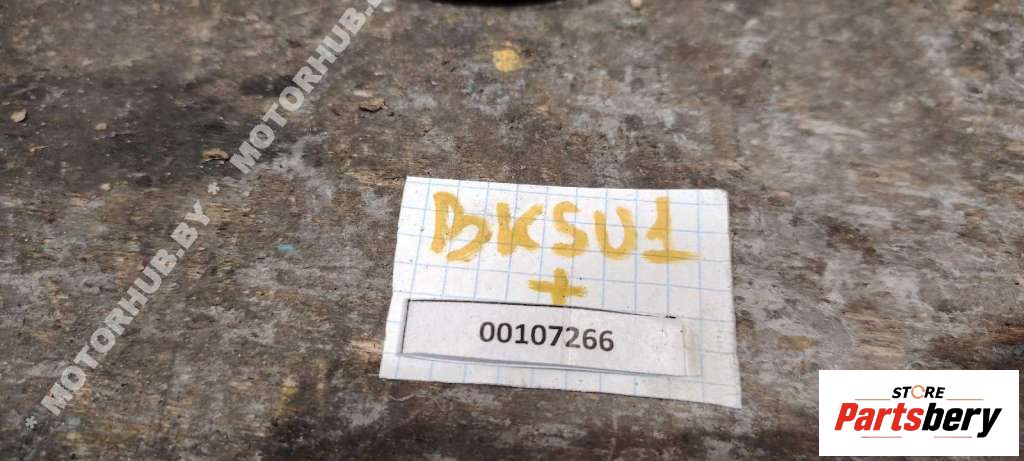 * MOTORHUB.BY * MOTORHUB.
BKSU1
+
00107266
STORE
Partsbery